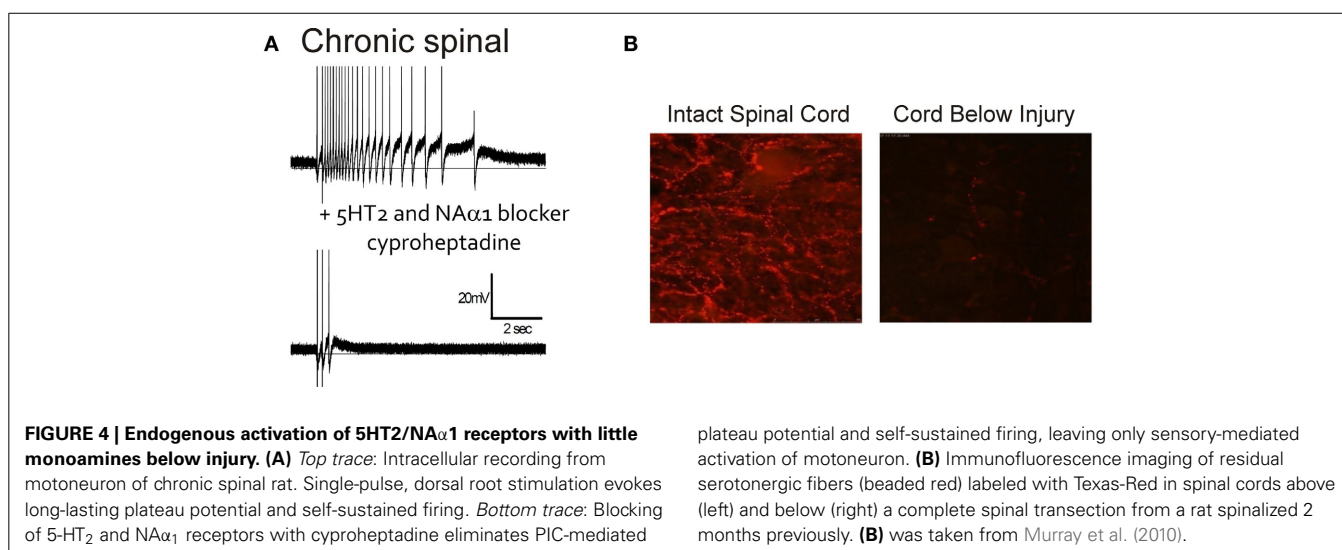 A Chronic spinal
+ 5HT2 and NAα1 blocker
cyproheptadine
20mV
2 sec
B
Intact Spinal Cord
Cord Below Injury
FIGURE 4 | Endogenous activation of 5HT2/NAα1 receptors with little
monoamines below injury. (A) Top trace: Intracellular recording from
motoneuron of chronic spinal rat. Single-pulse, dorsal root stimulation evokes
long-lasting plateau potential and self-sustained firing. Bottom trace: Blocking
of 5-HT2 and NAα1 receptors with cyproheptadine eliminates PIC-mediated
plateau potential and self-sustained firing, leaving only sensory-mediated
activation of motoneuron. (B) Immunofluorescence imaging of residual
serotonergic fibers (beaded red) labeled with Texas-Red in spinal cords above
(left) and below (right) a complete spinal transection from a rat spinalized 2
months previously. (B) was taken from Murray et al. (2010).